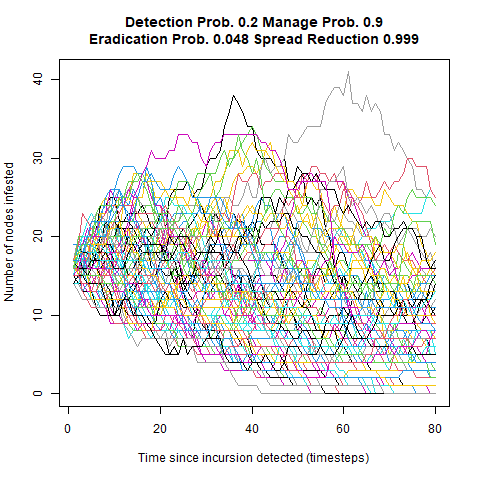 Detection Prob. 0.2 Manage Prob. 0.9
Eradication Prob. 0.048 Spread Reduction 0.999
Number of nodes infested
40
30
20
10
0
0 20 40 60 80
Time since incursion detected (timesteps)